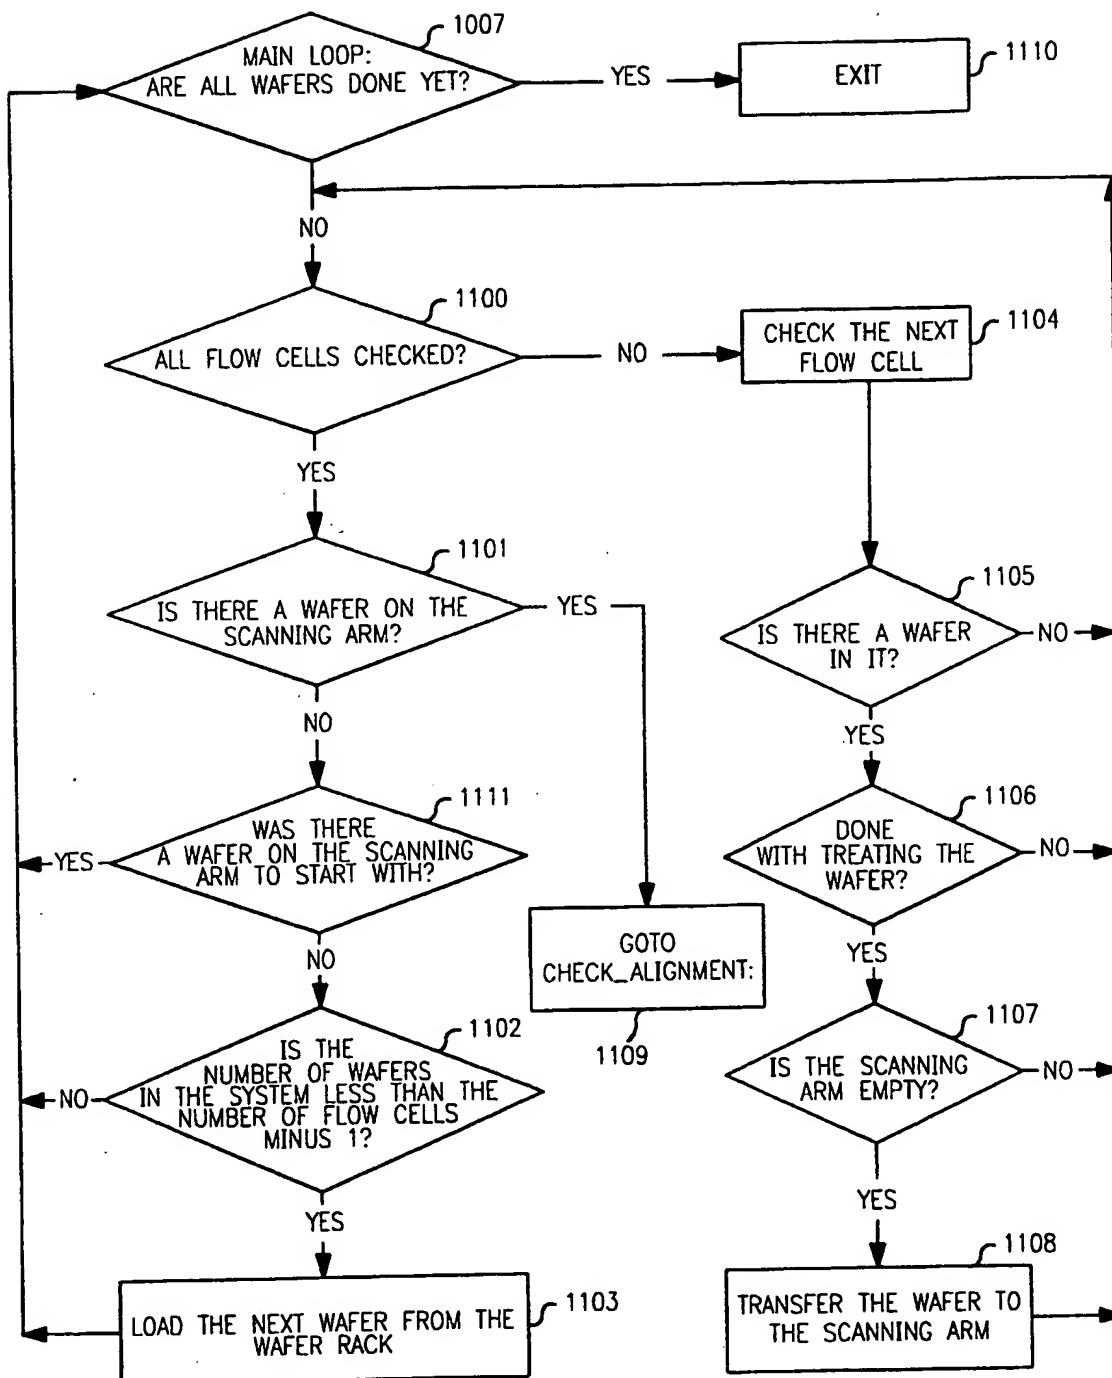 1007
MAIN LOOP:
ARE ALL WAFERS DONE YET?
YES
EXIT
1110
NO
1100
ALL FLOW CELLS CHECKED?
NO
CHECK THE NEXT
FLOW CELL
1104
YES
1101
IS THERE A WAFER ON THE
SCANNING ARM?
YES
1105
IS THERE A WAFER
IN IT?
NO
NO
YES
1111
WAS THERE
A WAFER ON THE SCANNING
ARM TO START WITH?
YES
1106
DONE
WITH TREATING THE
WAFER?
NO
NO
GOTO
CHECK_ALIGNMENT:
1109
YES
1102
IS THE
NUMBER OF WAFERS
IN THE SYSTEM LESS THAN THE
NUMBER OF FLOW CELLS
MINUS 1?
NO
1107
IS THE SCANNING
ARM EMPTY?
NO
YES
YES
LOAD THE NEXT WAFER FROM THE
WAFER RACK
1103
1108
TRANSFER THE WAFER TO
THE SCANNING ARM